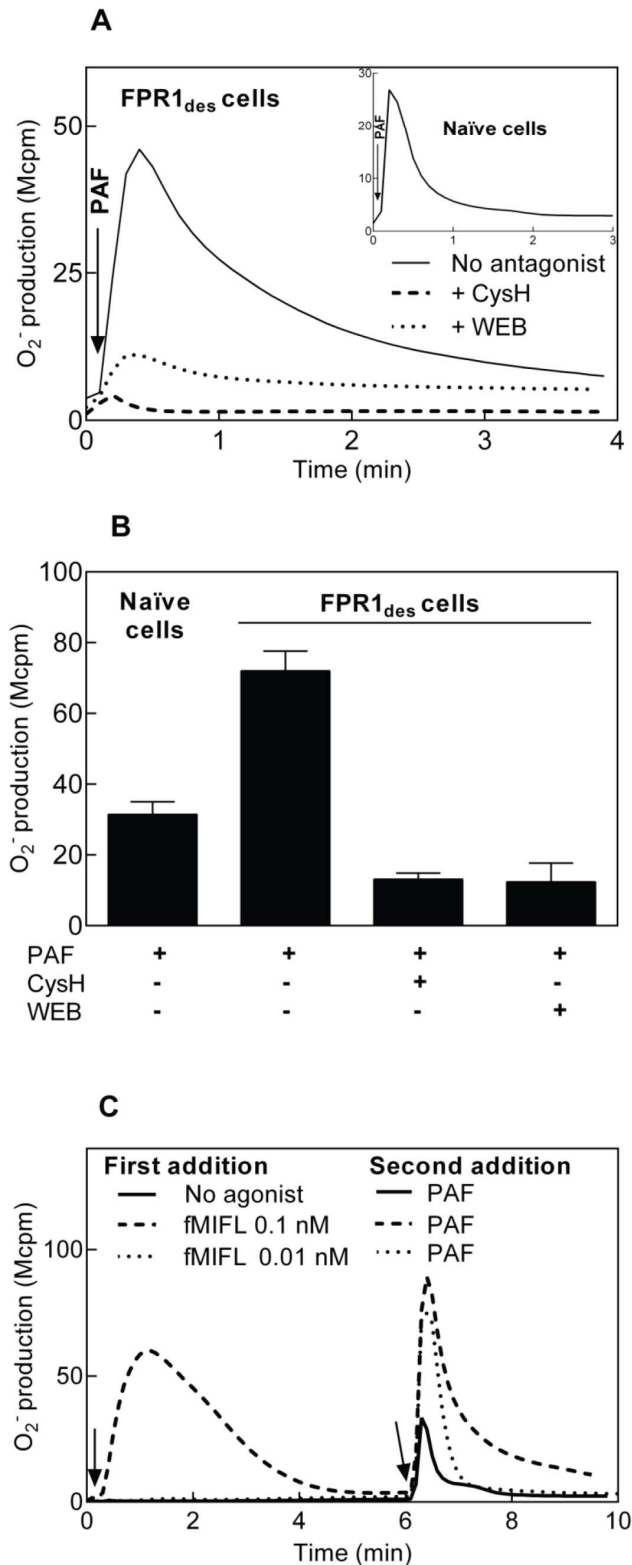 A
FPR1des cells
Naïve cells
PAF
PAF
O2- production (Mcpm)
50
25
0
30
20
10
0
0 1 2 3
No antagonist
+ CysH
+ WEB
0 1 2 3 4
Time (min)
B
Naïve cells
FPR1des cells
O2- production (Mcpm)
100
80
60
40
20
0
PAF + + + +
CysH - - + -
WEB - - - +
C
First addition Second addition
No agonist PAF
fMIFL 0.1 nM PAF
fMIFL 0.01 nM PAF
O2- production (Mcpm)
100
50
0
0 2 4 6 8 10
Time (min)